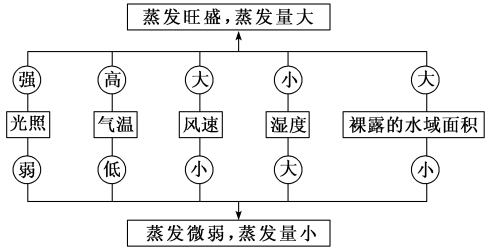 蒸发旺盛,蒸发量大
强 高 大 小 大
光照 气温 风速 湿度 裸露的水域面积
弱 低 小 大 小
蒸发微弱,蒸发量小